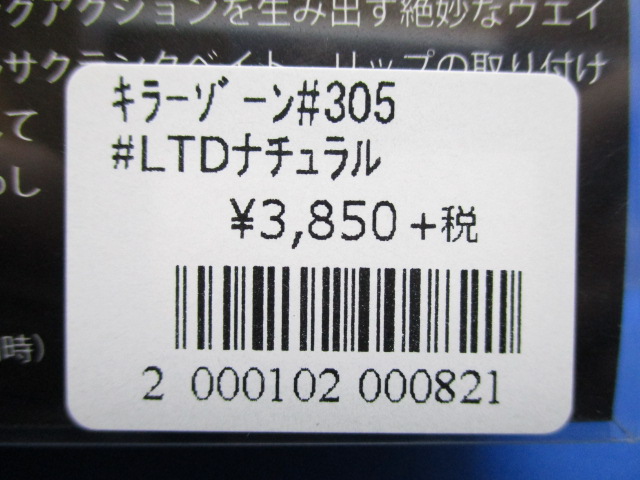 クアクションを生み出す絶妙なウェイ
サクランクベイト
リップの取り付け
て
し
ｷﾗｰｿﾞｰﾝ#305
#LTDﾅﾁｭﾗﾙ
¥3,850+税
時)
2 000102 000821